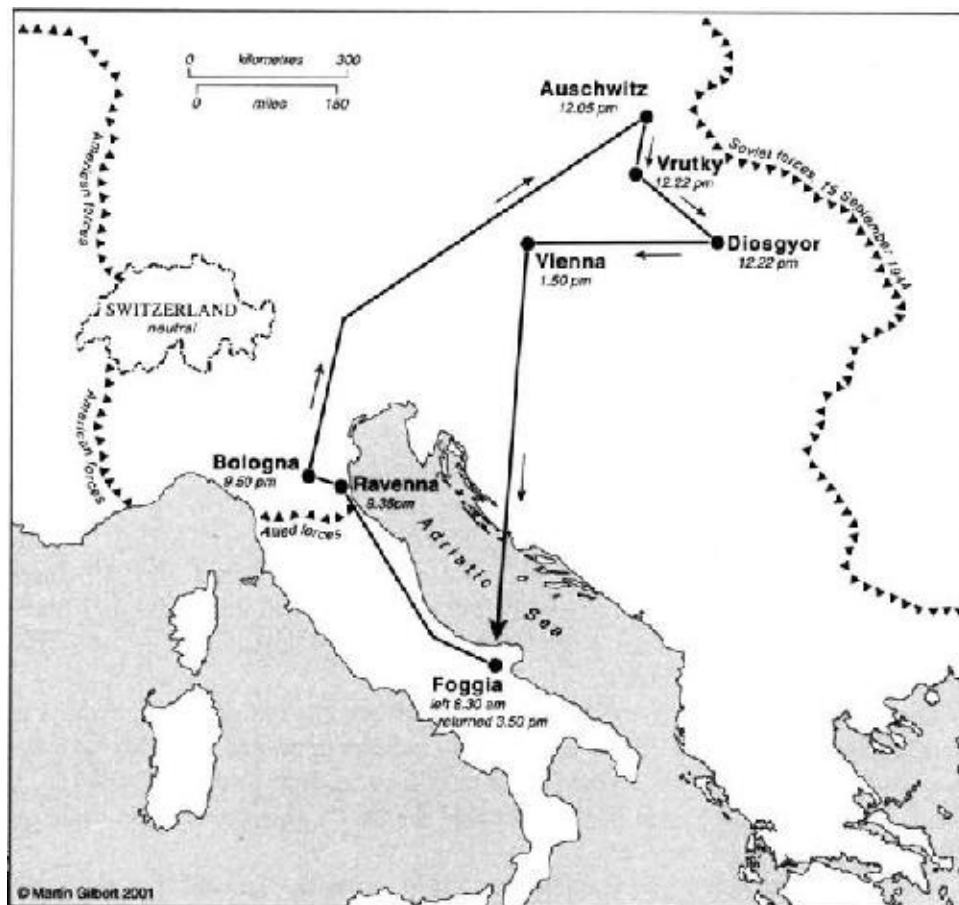 0 kilometres 300
0 miles 180
Auschwitz
12.05 pm
Vrutky
12.22 pm
Soviet forces, 15 September 1944
American forces
Diosgyor
12.22 pm
Vienna
1.50 pm
SWITZERLAND
neutral
American forces
Bologna
9.50 pm
Ravenna
9.38pm
Allied forces
Adriatic Sea
Foggia
left 8.30 am
returned 3.50 pm
© Martin Gilbert 2001